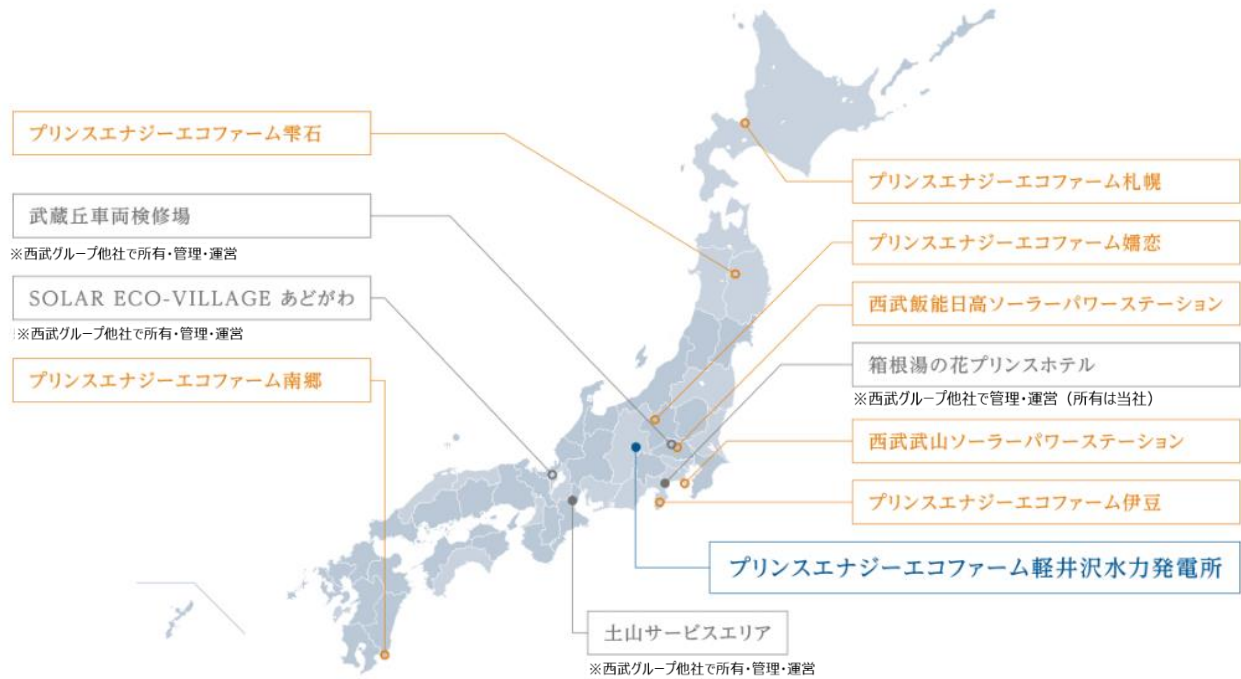 プリンスエナジーエコファーム雫石
武蔵丘車両検修場
※西武グループ他社で所有・管理・運営
SOLAR ECO-VILLAGE あどがわ
※西武グループ他社で所有・管理・運営
プリンスエナジーエコファーム南郷
プリンスエナジーエコファーム札幌
プリンスエナジーエコファーム嬬恋
西武飯能日高ソーラーパワーステーション
箱根湯の花プリンスホテル
※西武グループ他社で管理・運営（所有は当社）
西武武山ソーラーパワーステーション
プリンスエナジーエコファーム伊豆
プリンスエナジーエコファーム軽井沢水力発電所
土山サービスエリア
※西武グループ他社で所有・管理・運営